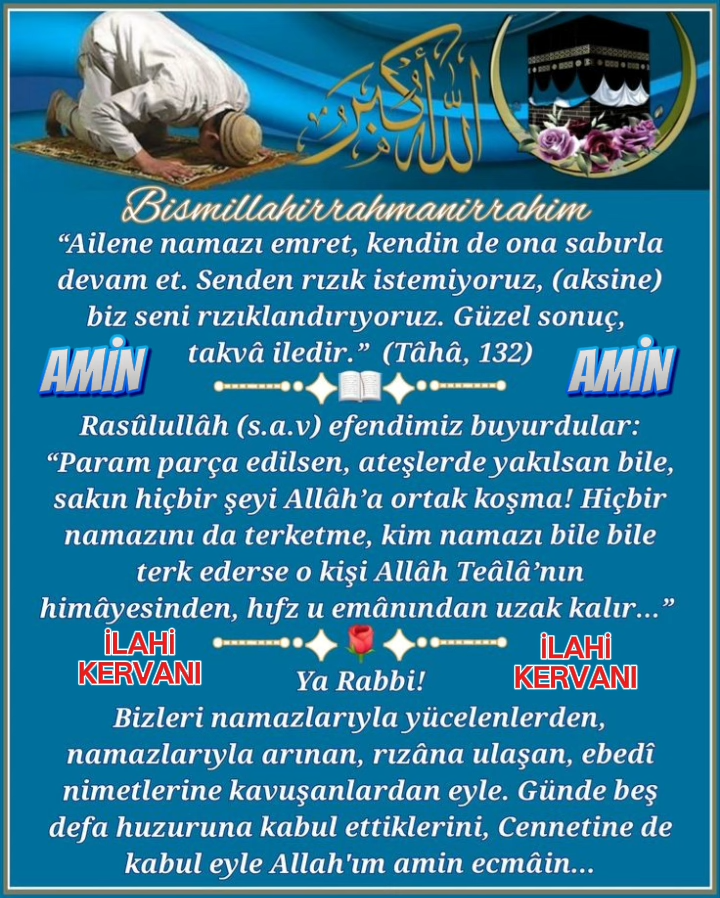 الله أكبر
Bismillahirrahmanirrahim
“Ailene namazı emret, kendin de ona sabırla
devam et. Senden rızık istemiyoruz, (aksine)
biz seni rızıklandırıyoruz. Güzel sonuç,
takvâ iledir.” (Tâhâ, 132)
AMİN
AMİN
Rasûlullâh (s.a.v) efendimiz buyurdular:
“Param parça edilsen, ateşlerde yakılsan bile,
sakın hiçbir şeyi Allâh’a ortak koşma! Hiçbir
namazını da terketme, kim namazı bile bile
terk ederse o kişi Allâh Teâlâ’nın
himâyesinden, hıfz u emânından uzak kalır...”
İLAHİ
KERVANI
İLAHİ
KERVANI
Ya Rabbi!
Bizleri namazlarıyla yücelenlerden,
namazlarıyla arınan, rızâna ulaşan, ebedî
nimetlerine kavuşanlardan eyle. Günde beş
defa huzuruna kabul ettiklerini, Cennetine de
kabul eyle Allah'ım amin ecmâin...